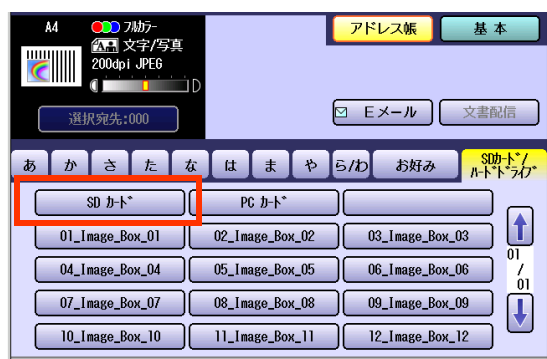 A4 フルカラー
文字/写真
200dpi JPEG
D
選択宛先:000
アドレス帳 基本
Eメール 文書配信
あ か さ た な は ま や ら/わ お好み SDカード/
ハードドライブ
SD カード PC カード
01_Image_Box_01 02_Image_Box_02 03_Image_Box_03
04_Image_Box_04 05_Image_Box_05 06_Image_Box_06
07_Image_Box_07 08_Image_Box_08 09_Image_Box_09
10_Image_Box_10 11_Image_Box_11 12_Image_Box_12
01
/
01